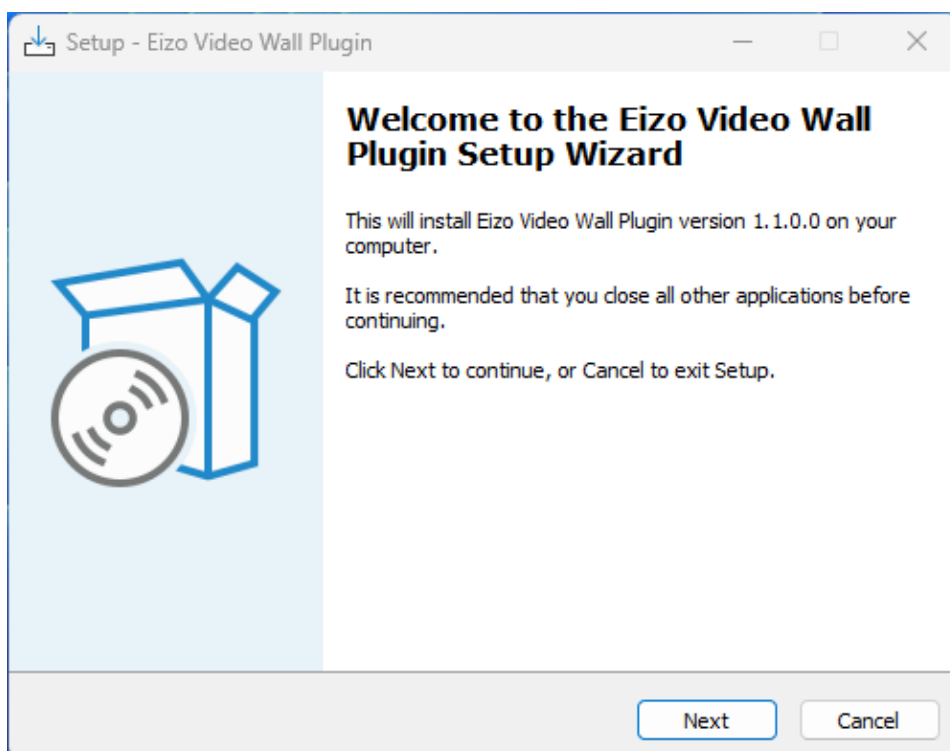 Setup - Eizo Video Wall Plugin
Welcome to the Eizo Video Wall
Plugin Setup Wizard
This will install Eizo Video Wall Plugin version 1.1.0.0 on your
computer.
It is recommended that you close all other applications before
continuing.
Click Next to continue, or Cancel to exit Setup.
Next Cancel